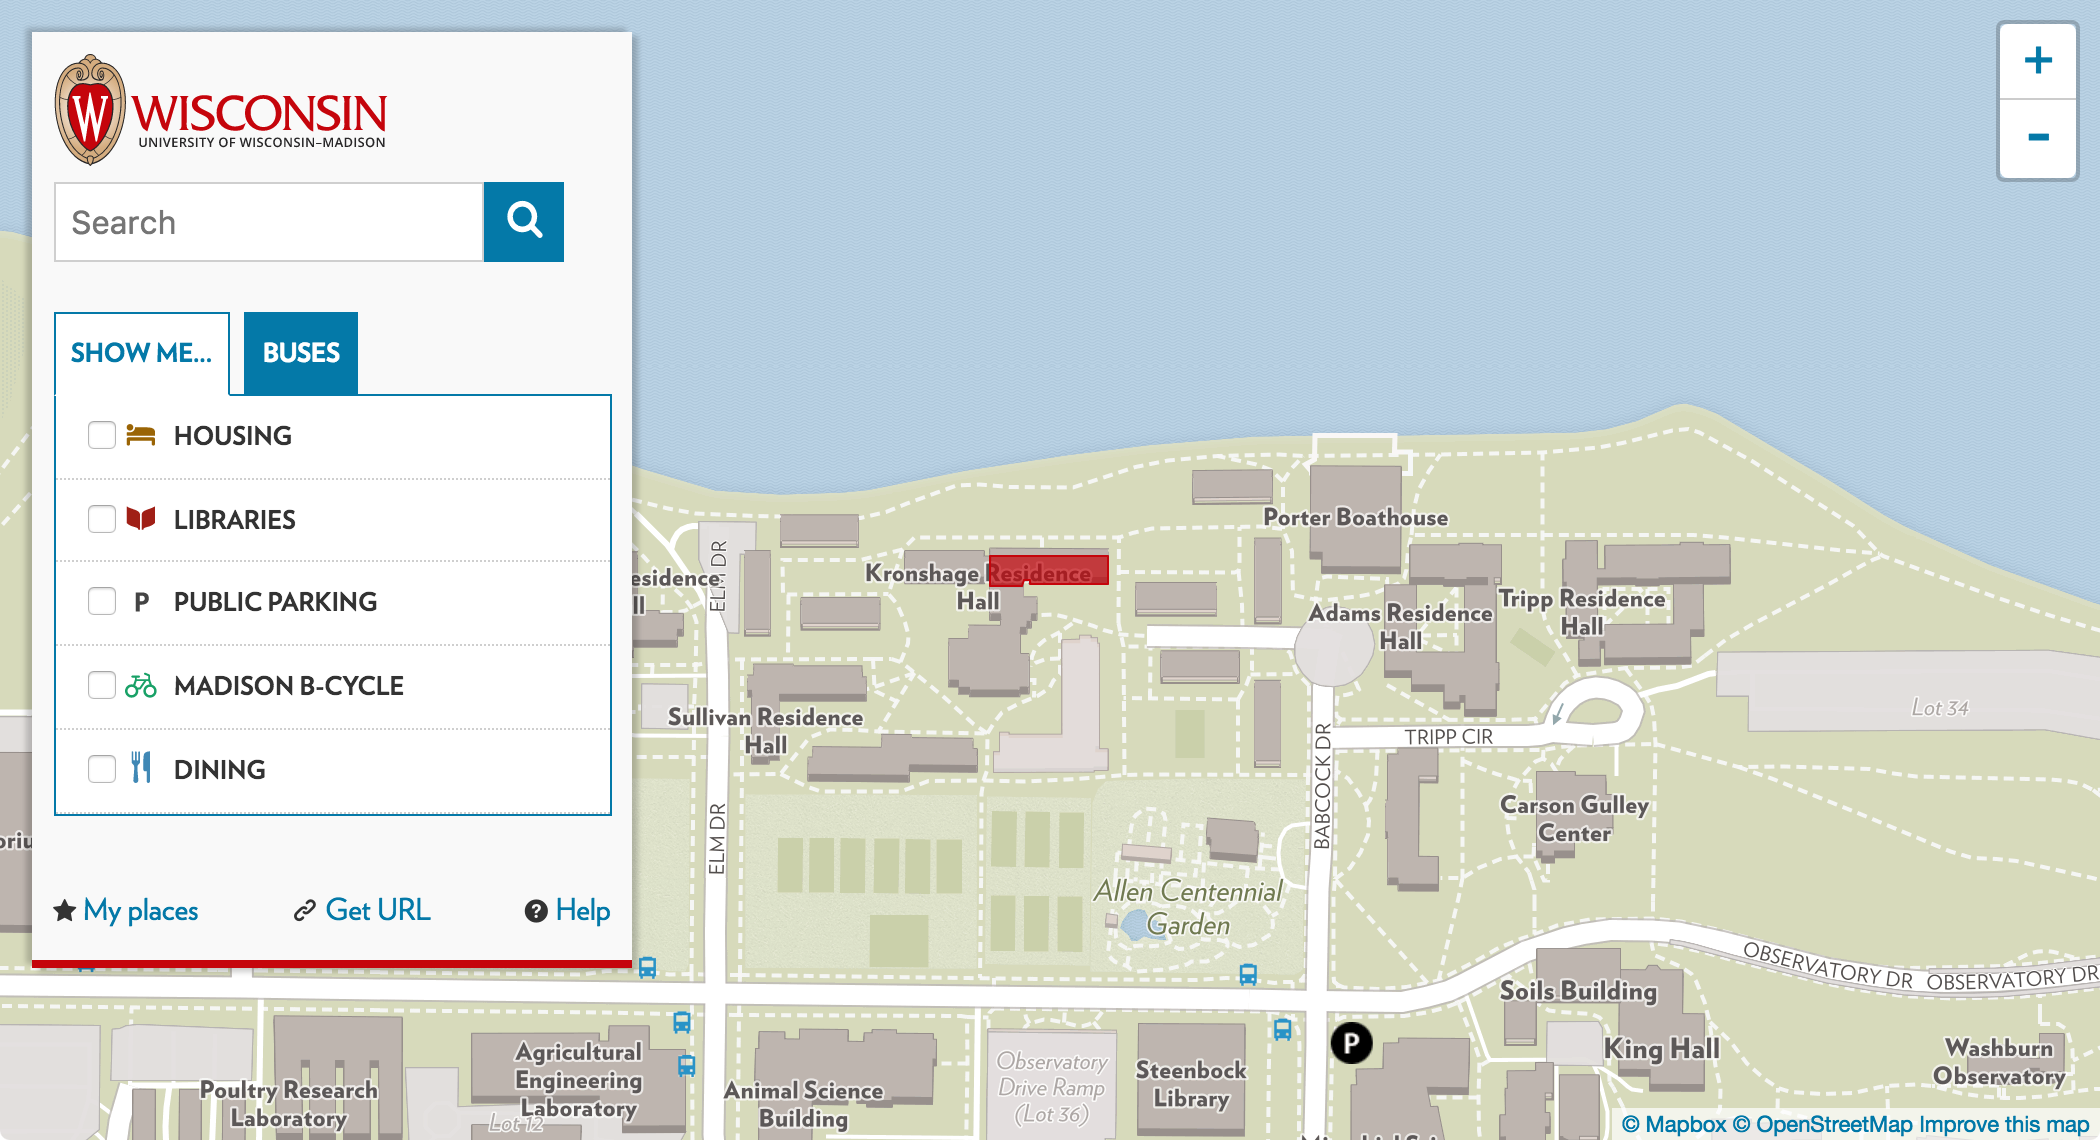 W
WISCONSIN
UNIVERSITY OF WISCONSIN–MADISON
Search
SHOW ME...
BUSES
HOUSING
LIBRARIES
P PUBLIC PARKING
MADISON B-CYCLE
DINING
My places
Get URL
? Help
+
-
Porter Boathouse
ELM DR
esidence
ll
Kronshage Residence
Hall
Adams Residence
Hall
Tripp Residence
Hall
Sullivan Residence
Hall
Lot 34
TRIPP CIR
BABCOCK DR
ELM DR
Carson Gulley
Center
Allen Centennial
Garden
OBSERVATORY DR
OBSERVATORY DR
Soils Building
King Hall
P
Washburn
Observatory
Agricultural
Engineering
Laboratory
Lot 12
Poultry Research
Laboratory
Animal Science
Building
Observatory
Drive Ramp
(Lot 36)
Steenbock
Library
© Mapbox © OpenStreetMap Improve this map